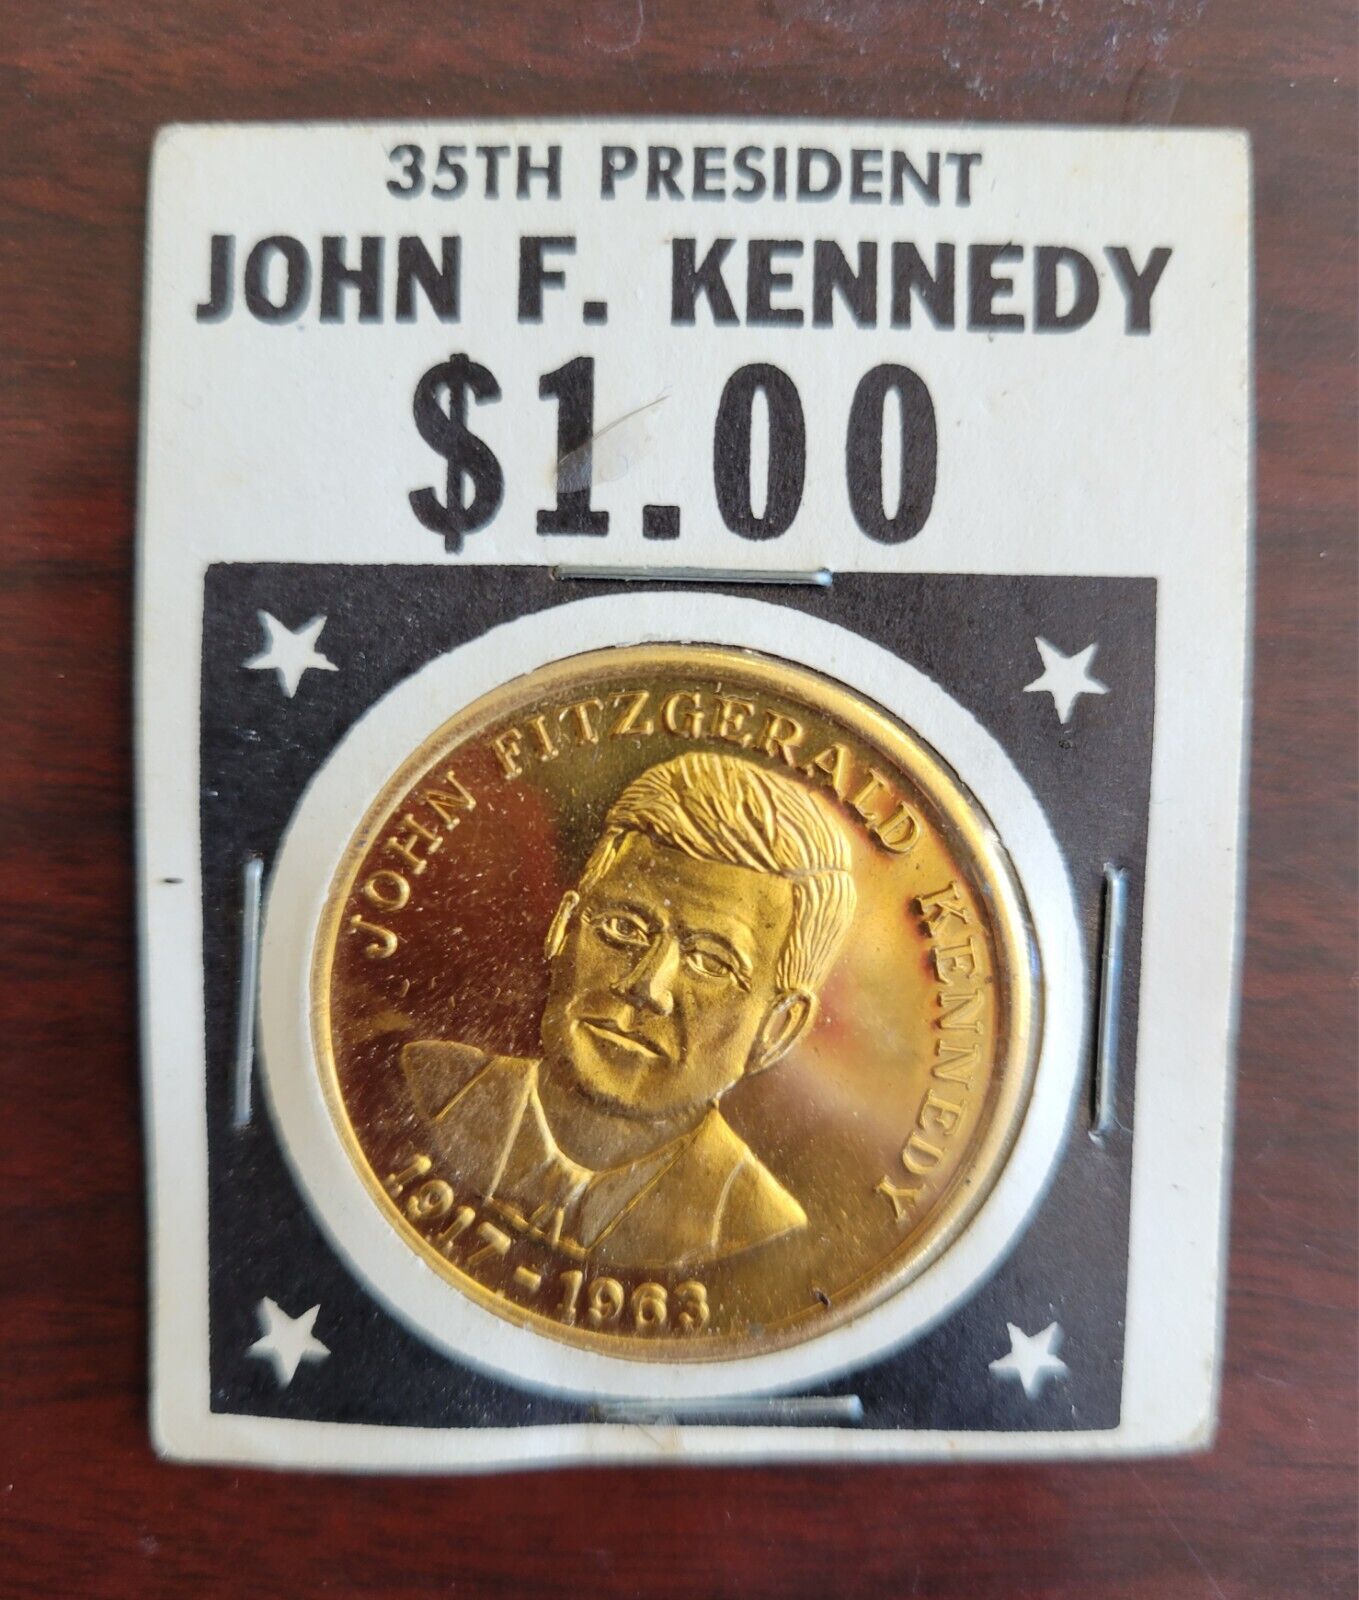 35TH PRESIDENT
JOHN F. KENNEDY
$1.00
JOHN FITZGERALD KENNEDY
1917-1963